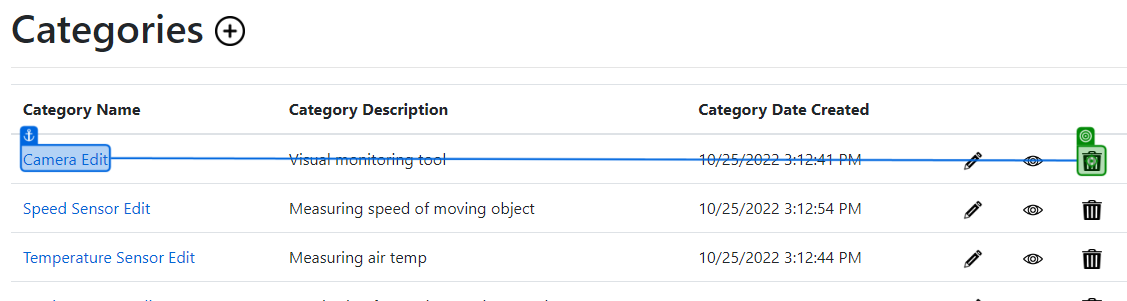 Categories
Category Name Category Description Category Date Created
Camera Edit Visual monitoring tool 10/25/2022 3:12:41 PM
Speed Sensor Edit Measuring speed of moving object 10/25/2022 3:12:54 PM
Temperature Sensor Edit Measuring air temp 10/25/2022 3:12:44 PM